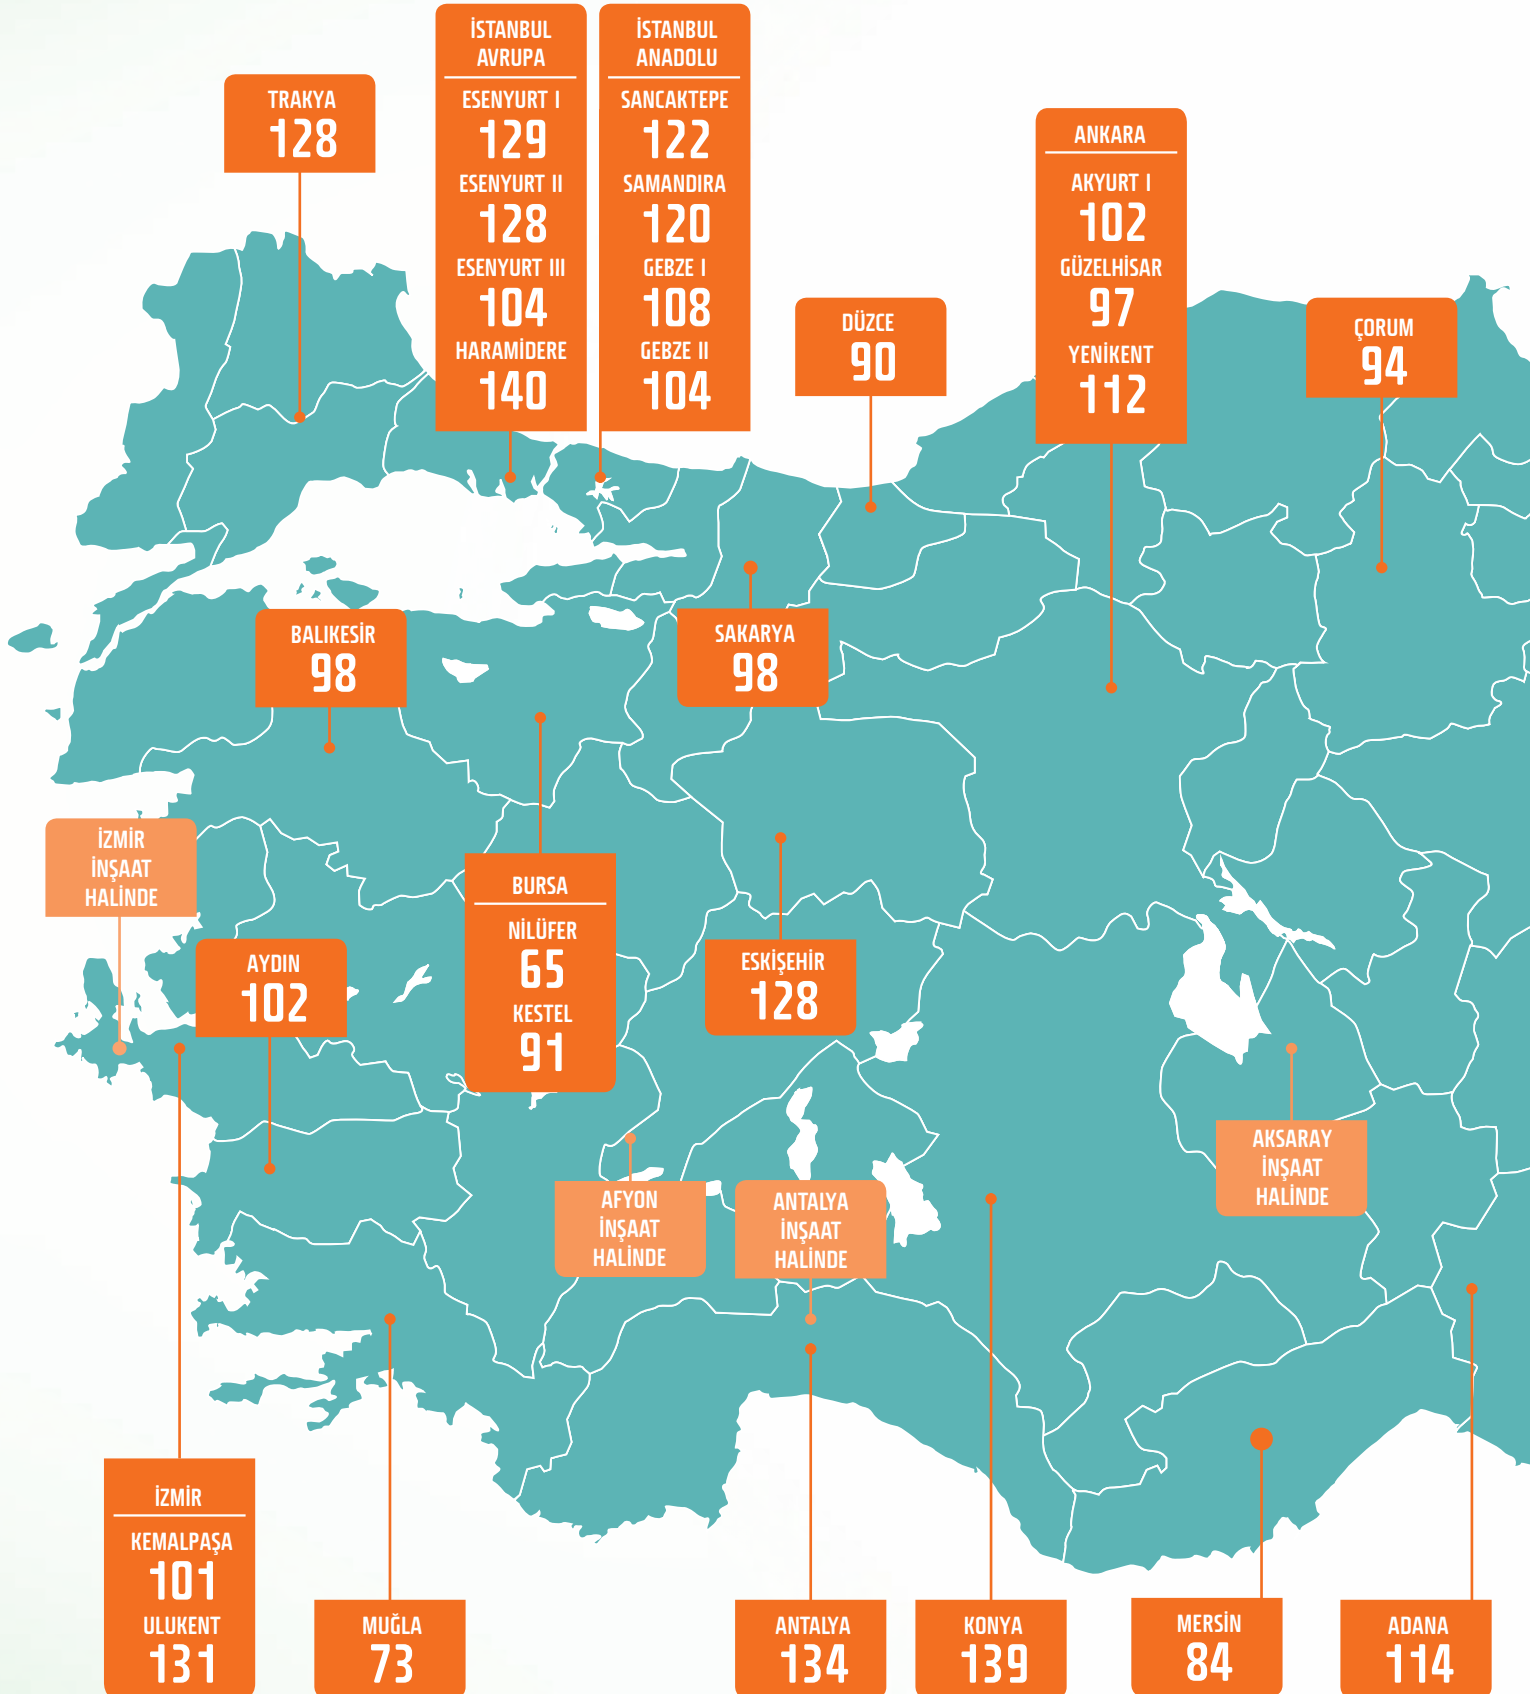 İSTANBUL
AVRUPA
ESENYURT I
129
ESENYURT II
128
ESENYURT III
104
HARAMİDERE
140
İSTANBUL
ANADOLU
SANCAKTEPE
122
SAMANDIRA
120
GEBZE I
108
GEBZE II
104
TRAKYA
128
ANKARA
AKYURT I
102
GÜZELHİSAR
97
YENİKENT
112
DÜZCE
90
ÇORUM
94
BALIKESİR
98
SAKARYA
98
İZMİR
İNŞAAT
HALİNDE
BURSA
NİLÜFER
65
KESTEL
91
AYDIN
102
ESKİŞEHİR
128
AKSARAY
İNŞAAT
HALİNDE
AFYON
İNŞAAT
HALİNDE
ANTALYA
İNŞAAT
HALİNDE
İZMİR
KEMALPAŞA
101
ULUKENT
131
MUĞLA
73
ANTALYA
134
KONYA
139
MERSİN
84
ADANA
114